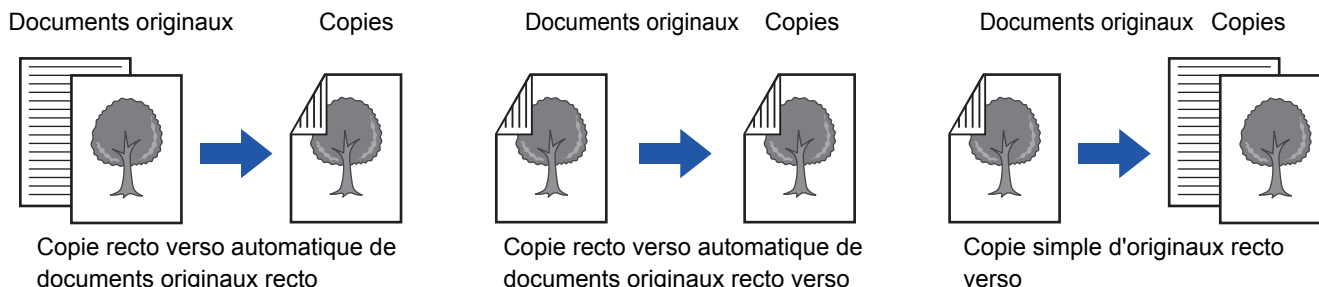 Documents originaux Copies
Documents originaux Copies
Documents originaux Copies
Copie recto verso automatique de
documents originaux recto
Copie recto verso automatique de
documents originaux recto verso
Copie simple d'originaux recto
verso